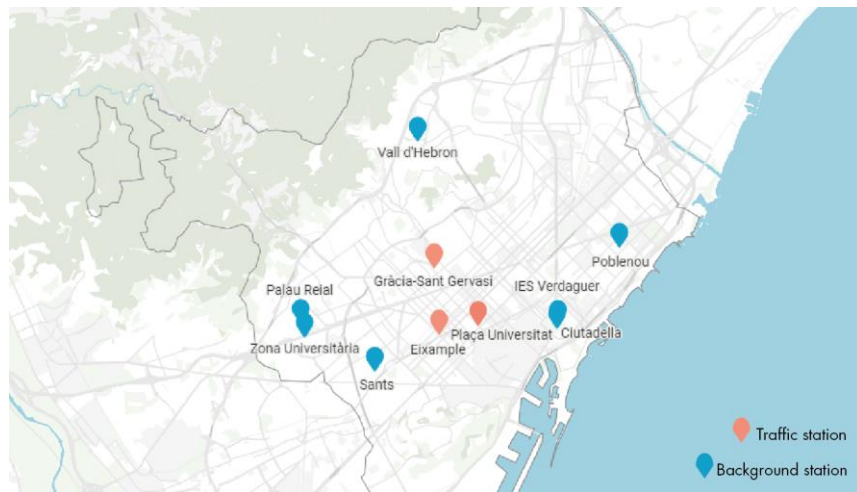 Vall d'Hebron
Poblenou
Gràcia-Sant Gervasi
IES Verdaguer
Palau Reial
Plaça Universitat
Ciutadella
Zona Universitària
Eixample
Sants
Traffic station
Background station